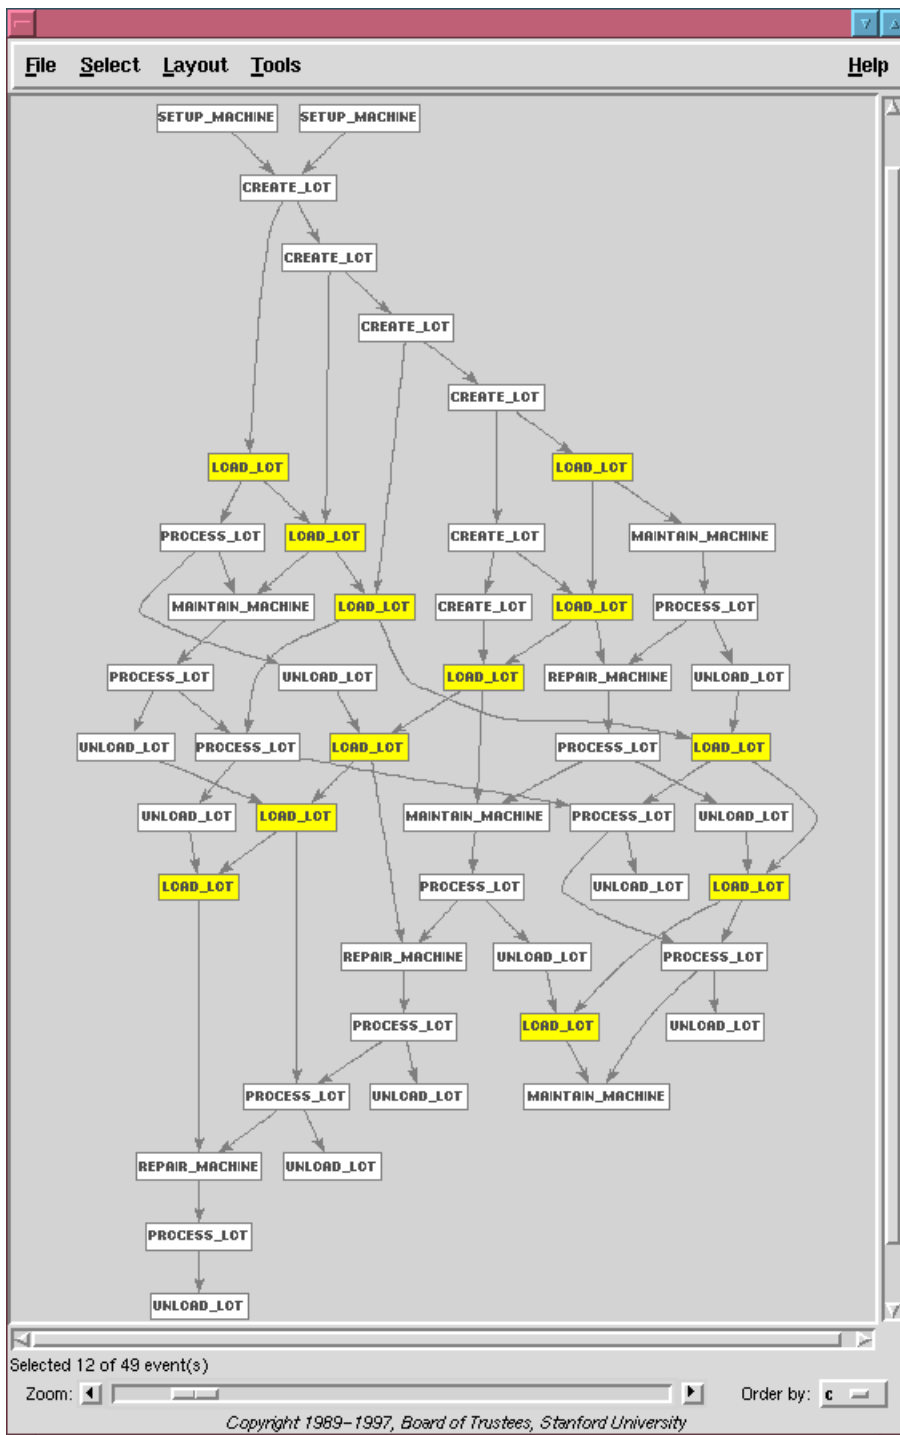 File Select Layout Tools Help
SETUP_MACHINE SETUP_MACHINE
CREATE_LOT
CREATE_LOT
CREATE_LOT
CREATE_LOT
LOAD_LOT LOAD_LOT
PROCESS_LOT LOAD_LOT CREATE_LOT MAINTAIN_MACHINE
MAINTAIN_MACHINE LOAD_LOT CREATE_LOT LOAD_LOT PROCESS_LOT
PROCESS_LOT UNLOAD_LOT LOAD_LOT REPAIR_MACHINE UNLOAD_LOT
UNLOAD_LOT PROCESS_LOT LOAD_LOT PROCESS_LOT LOAD_LOT
UNLOAD_LOT LOAD_LOT MAINTAIN_MACHINE PROCESS_LOT UNLOAD_LOT
LOAD_LOT PROCESS_LOT UNLOAD_LOT LOAD_LOT
REPAIR_MACHINE UNLOAD_LOT PROCESS_LOT
PROCESS_LOT LOAD_LOT UNLOAD_LOT
PROCESS_LOT UNLOAD_LOT MAINTAIN_MACHINE
REPAIR_MACHINE UNLOAD_LOT
PROCESS_LOT
UNLOAD_LOT
Selected 12 of 49 event(s)
Zoom: Order by: c
Copyright 1989-1997, Board of Trustees, Stanford University